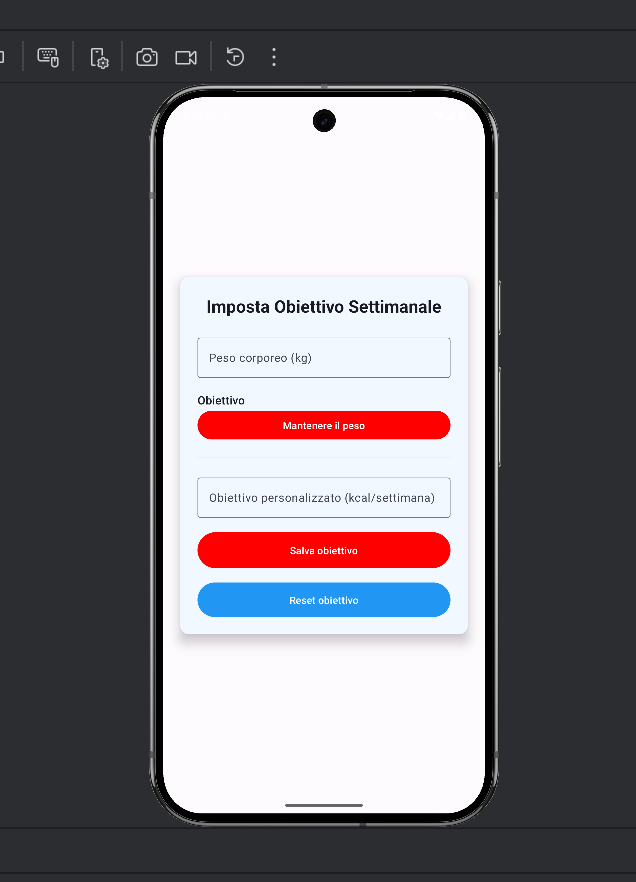 Imposta Obiettivo Settimanale
Peso corporeo (kg)
Obiettivo
Mantenere il peso
Obiettivo personalizzato (kcal/settimana)
Salva obiettivo
Reset obiettivo